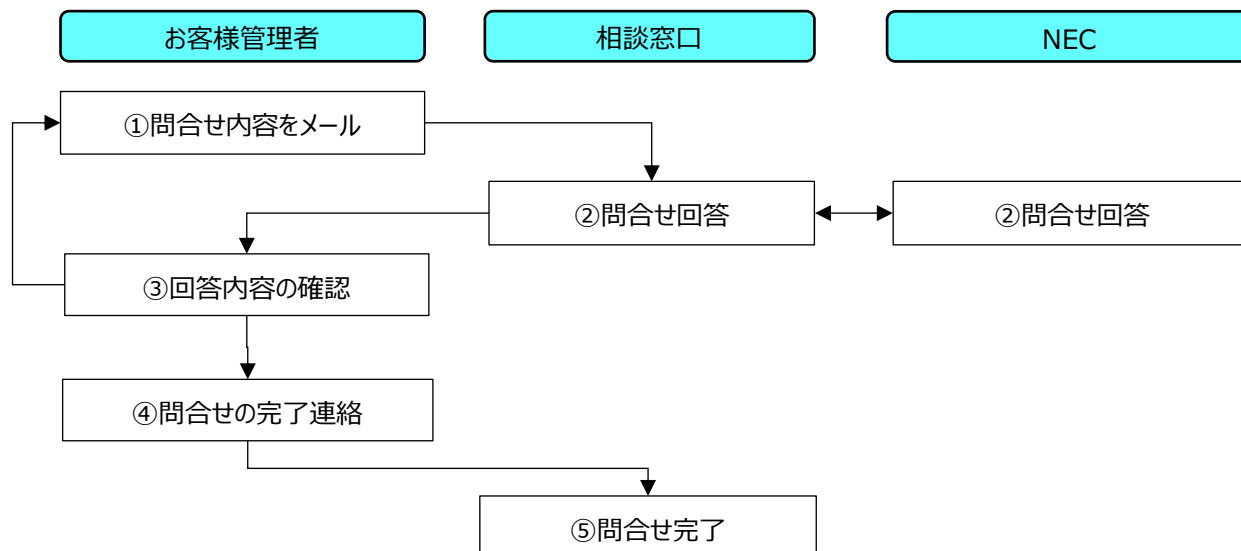 お客様管理者
相談窓口
NEC
①問合せ内容をメール
②問合せ回答
②問合せ回答
③回答内容の確認
④問合せの完了連絡
⑤問合せ完了